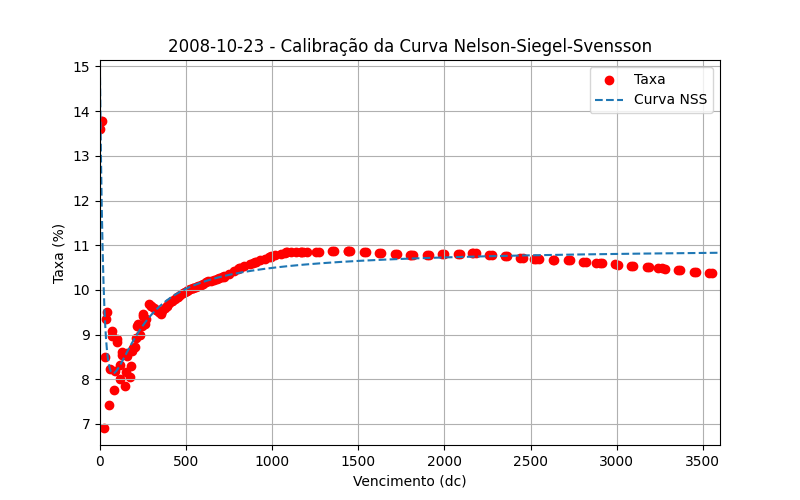 2008-10-23 - Calibração da Curva Nelson-Siegel-Svensson
Taxa
Curva NSS
Taxa (%)
15
14
13
12
11
10
9
8
7
0 500 1000 1500 2000 2500 3000 3500
Vencimento (dc)